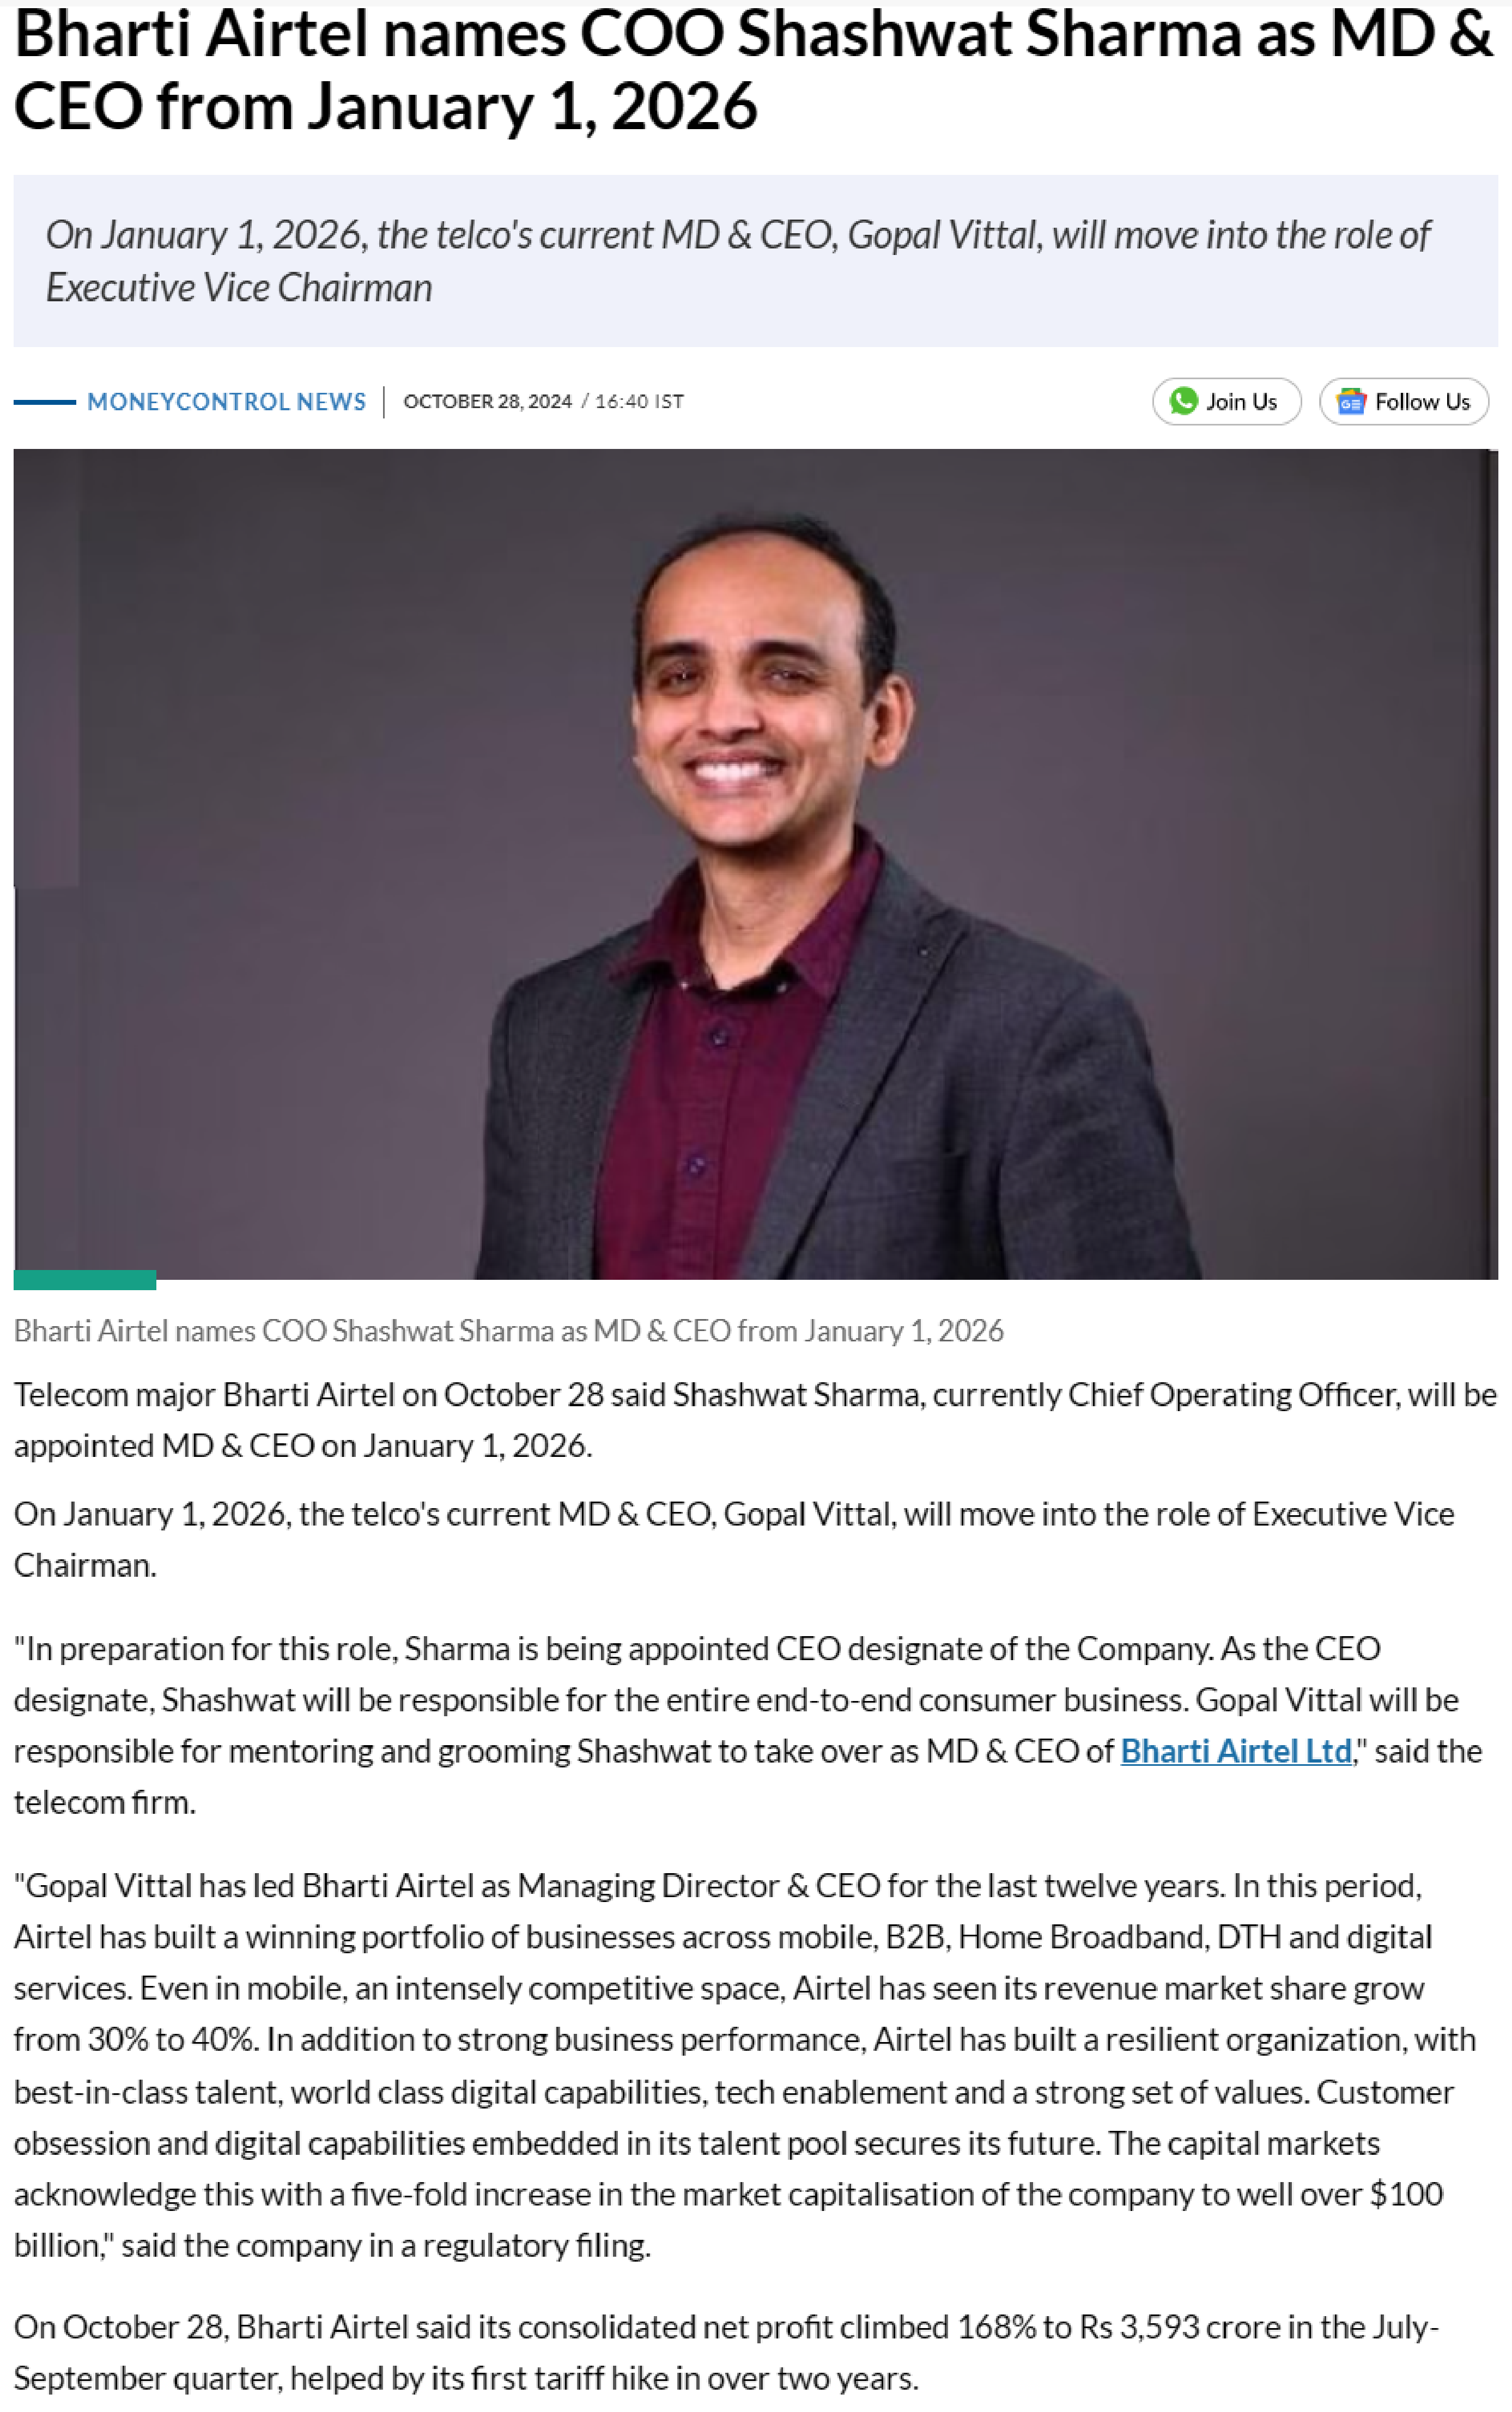 Bharti Airtel names COO Shashwat Sharma as MD &
CEO from January 1, 2026
On January 1, 2026, the telco's current MD & CEO, Gopal Vittal, will move into the role of
Executive Vice Chairman
MONEYCONTROL NEWS | OCTOBER 28, 2024 / 16:40 IST
Join Us
GE Follow Us
Bharti Airtel names COO Shashwat Sharma as MD & CEO from January 1, 2026
Telecom major Bharti Airtel on October 28 said Shashwat Sharma, currently Chief Operating Officer, will be
appointed MD & CEO on January 1, 2026.
On January 1, 2026, the telco's current MD & CEO, Gopal Vittal, will move into the role of Executive Vice
Chairman.
"In preparation for this role, Sharma is being appointed CEO designate of the Company. As the CEO
designate, Shashwat will be responsible for the entire end-to-end consumer business. Gopal Vittal will be
responsible for mentoring and grooming Shashwat to take over as MD & CEO of Bharti Airtel Ltd," said the
telecom firm.
"Gopal Vittal has led Bharti Airtel as Managing Director & CEO for the last twelve years. In this period,
Airtel has built a winning portfolio of businesses across mobile, B2B, Home Broadband, DTH and digital
services. Even in mobile, an intensely competitive space, Airtel has seen its revenue market share grow
from 30% to 40%. In addition to strong business performance, Airtel has built a resilient organization, with
best-in-class talent, world class digital capabilities, tech enablement and a strong set of values. Customer
obsession and digital capabilities embedded in its talent pool secures its future. The capital markets
acknowledge this with a five-fold increase in the market capitalisation of the company to well over $100
billion," said the company in a regulatory filing.
On October 28, Bharti Airtel said its consolidated net profit climbed 168% to Rs 3,593 crore in the July-
September quarter, helped by its first tariff hike in over two years.